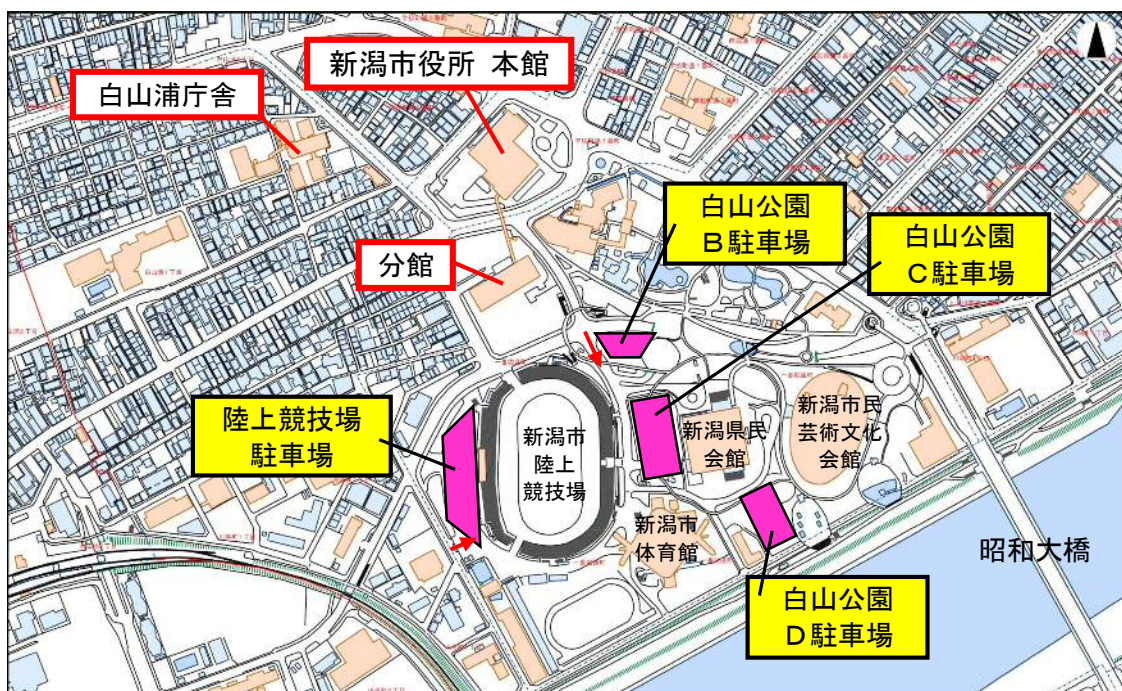 新潟市役所 本館
白山浦庁舎
白山公園
B駐車場
白山公園
C駐車場
分館
陸上競技場
駐車場
新潟市
陸上
競技場
新潟県民
会館
新潟市民
芸術文化
会館
新潟市
体育館
昭和大橋
白山公園
D駐車場